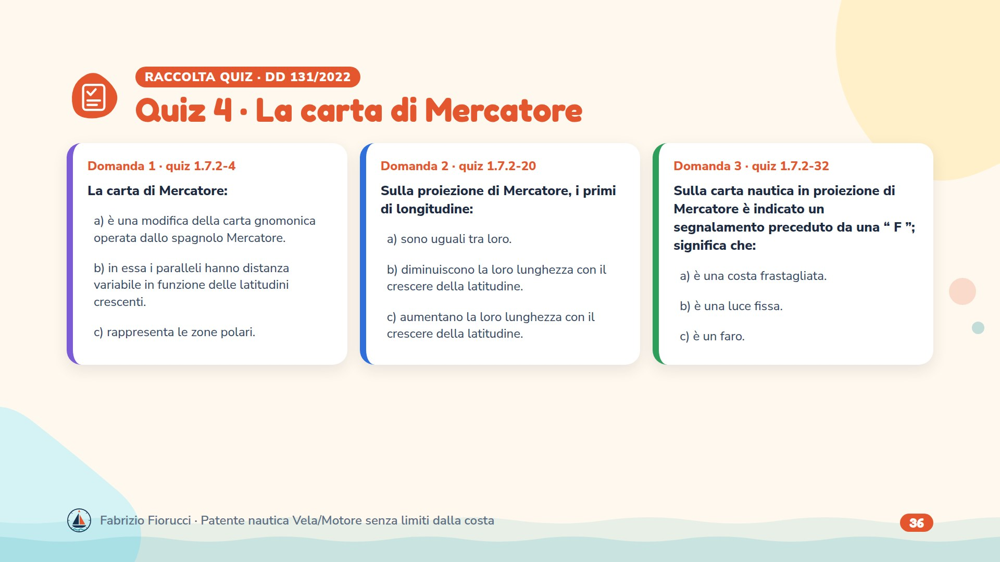 RACCOLTA QUIZ · DD 131/2022
Quiz 4 · La carta di Mercatore
Domanda 1 · quiz 1.7.2-4
La carta di Mercatore:
a) è una modifica della carta gnomonica
operata dallo spagnolo Mercatore.
b) in essa i paralleli hanno distanza
variabile in funzione delle latitudini
crescenti.
c) rappresenta le zone polari.
Domanda 2 · quiz 1.7.2-20
Sulla proiezione di Mercatore, i primi
di longitudine:
a) sono uguali tra loro.
b) diminuiscono la loro lunghezza con il
crescere della latitudine.
c) aumentano la loro lunghezza con il
crescere della latitudine.
Domanda 3 · quiz 1.7.2-32
Sulla carta nautica in proiezione di
Mercatore è indicato un
segnalamento preceduto da una “ F ”;
significa che:
a) è una costa frastagliata.
b) è una luce fissa.
c) è un faro.
Fabrizio Fiorucci · Patente nautica Vela/Motore senza limiti dalla costa
36